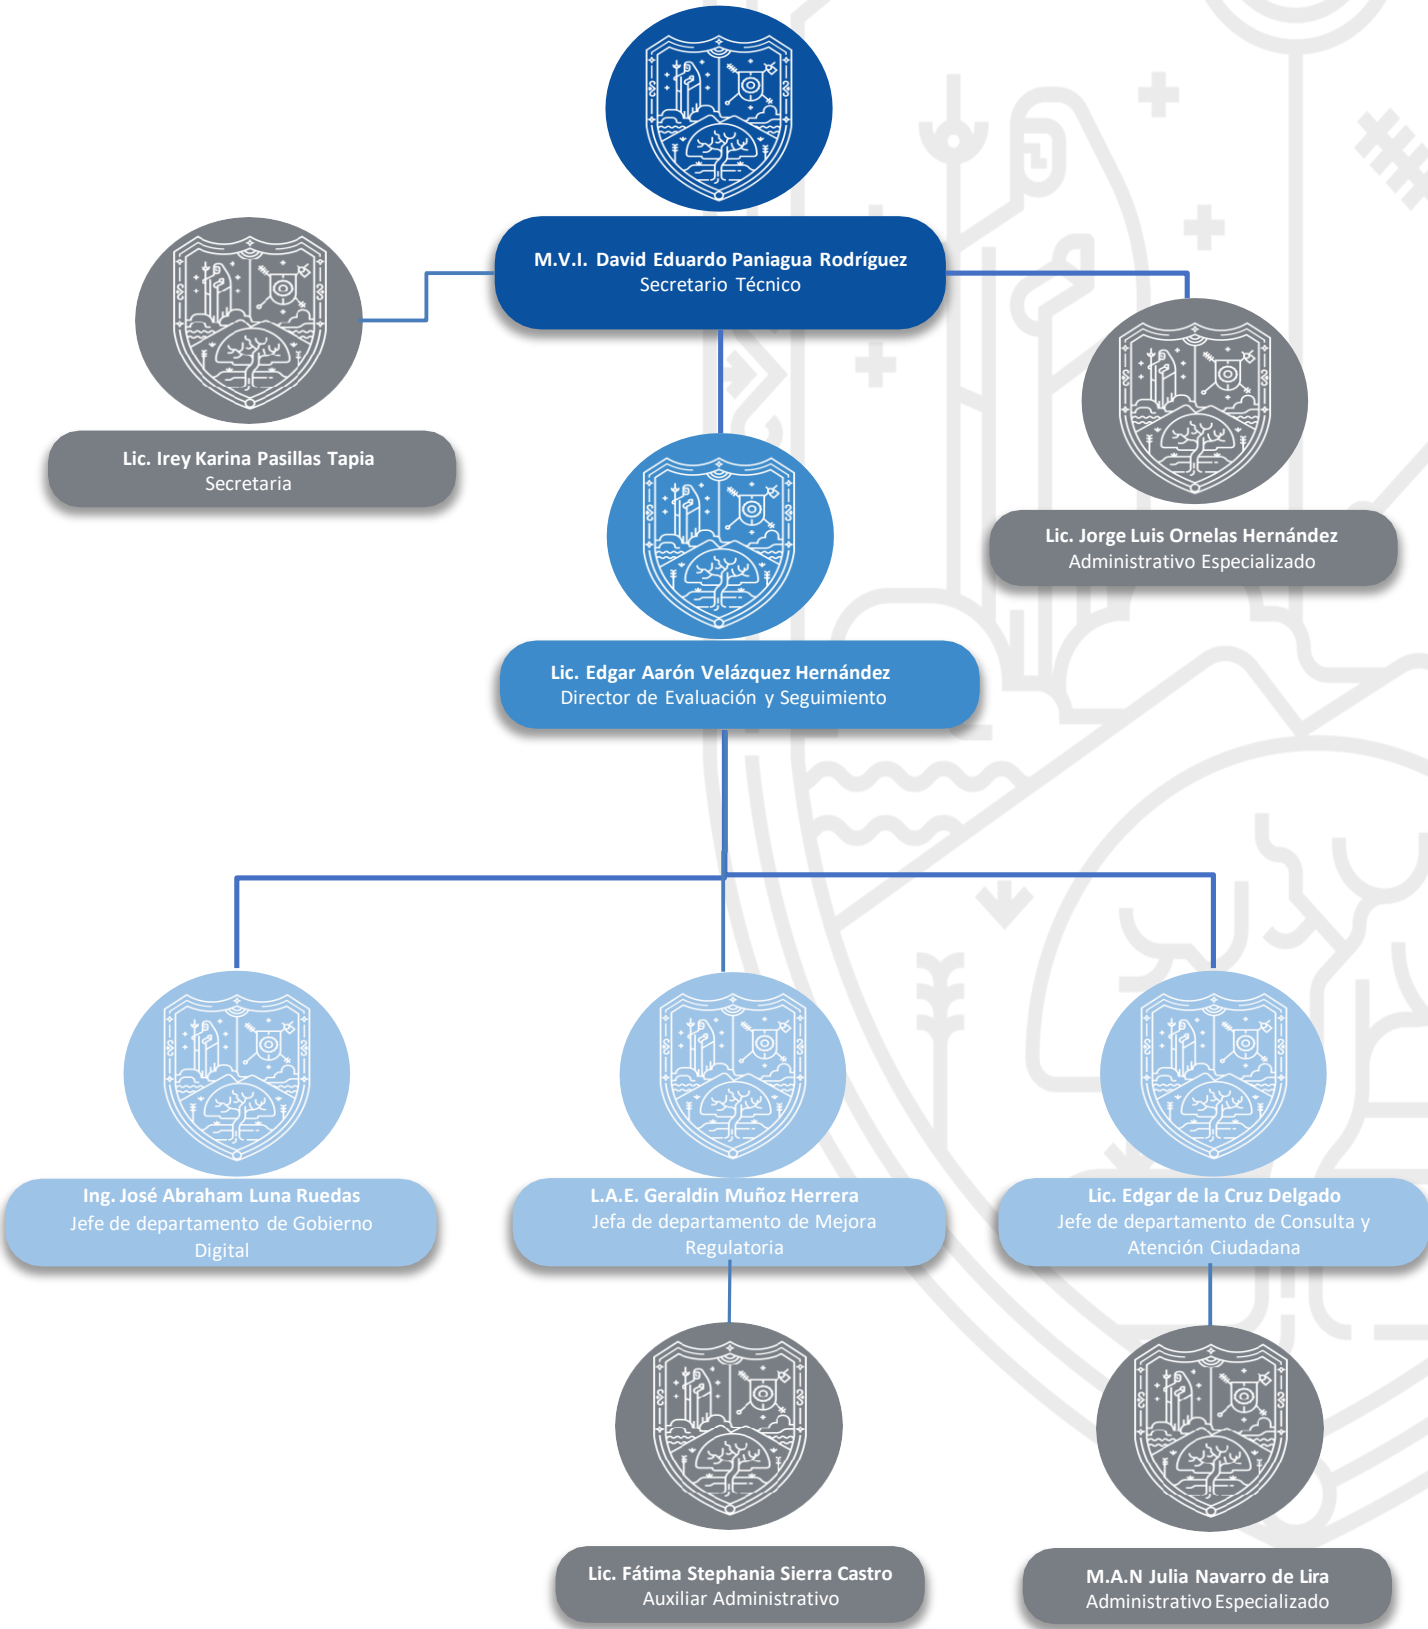 M.V.I. David Eduardo Paniagua Rodríguez
Secretario Técnico
Lic. Irey Karina Pasillas Tapia
Secretaria
Lic. Jorge Luis Ornelas Hernández
Administrativo Especializado
Lic. Edgar Aarón Velázquez Hernández
Director de Evaluación y Seguimiento
Ing. José Abraham Luna Ruedas
Jefe de departamento de Gobierno
Digital
L.A.E. Geraldin Muñoz Herrera
Jefa de departamento de Mejora
Regulatoria
Lic. Edgar de la Cruz Delgado
Jefe de departamento de Consulta y
Atención Ciudadana
Lic. Fátima Stephania Sierra Castro
Auxiliar Administrativo
M.A.N Julia Navarro de Lira
Administrativo Especializado